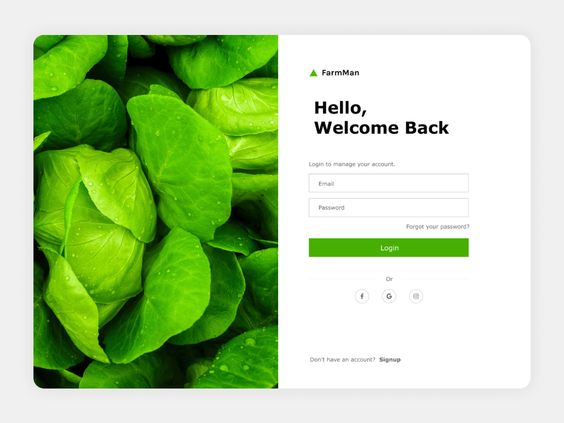 FarmMan
Hello,
Welcome Back
Login to manage your account.
Email
Password
Forgot your password?
Login
Or
f
G
Don't have an account? Signup